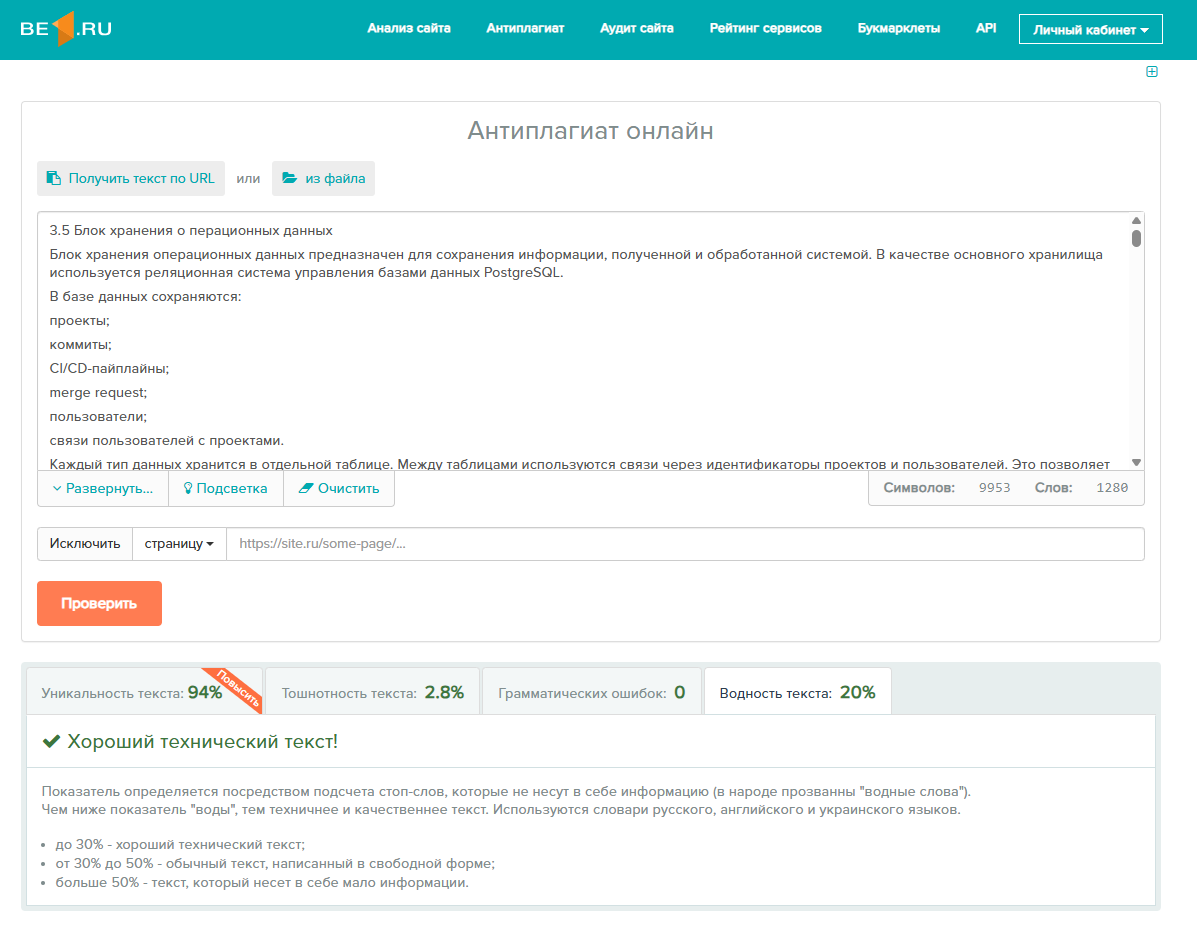 BE1.RU
Анализ сайта
Антиплагиат
Аудит сайта
Рейтинг сервисов
Букмарклеты
API
Личный кабинет
Антиплагиат онлайн
Получить текст по URL или из файла
3.5 Блок хранения о перационных данных
Блок хранения операционных данных предназначен для сохранения информации, полученной и обработанной системой. В качестве основного хранилища
используется реляционная система управления базами данных PostgreSQL.
В базе данных сохраняются:
проекты;
коммиты;
CI/CD-пайплайны;
merge request;
пользователи;
связи пользователей с проектами.
Каждый тип данных хранится в отдельной таблице. Между таблицами используются связи через идентификаторы проектов и пользователей. Это позволяет
Развернуть... Подсветка Очистить
Символов: 9953 Слов: 1280
Исключить страницу https://site.ru/some-page/...
Проверить
Уникальность текста: 94%
Повысить
Тошнотность текста: 2.8%
Грамматических ошибок: 0
Водность текста: 20%
Хороший технический текст!
Показатель определяется посредством подсчета стоп-слов, которые не несут в себе информацию (в народе прозванны "водные слова").
Чем ниже показатель "воды", тем техничнее и качественнее текст. Используются словари русского, английского и украинского языков.
до 30% - хороший технический текст;
от 30% до 50% - обычный текст, написанный в свободной форме;
больше 50% - текст, который несет в себе мало информации.